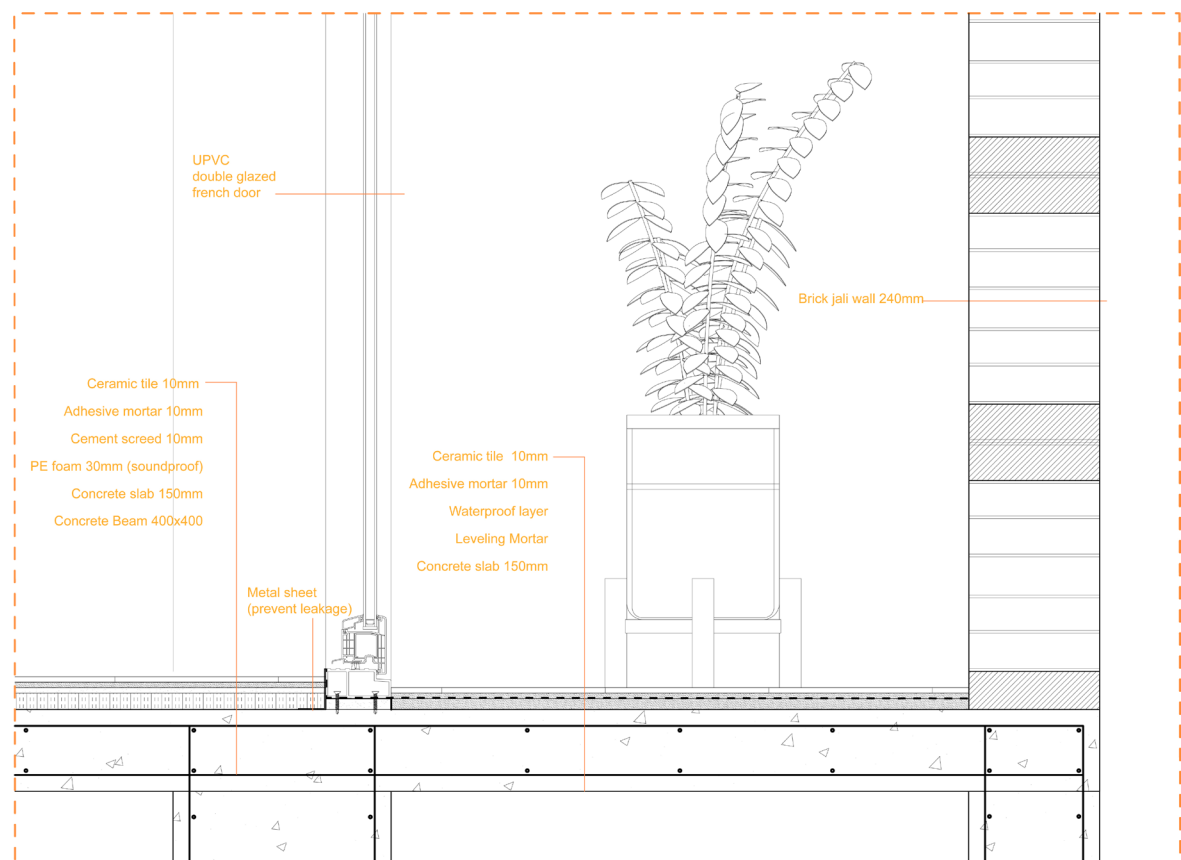 UPVC
double glazed
french door
Brick jali wall 240mm
Ceramic tile 10mm
Adhesive mortar 10mm
Cement screed 10mm
PE foam 30mm (soundproof)
Concrete slab 150mm
Concrete Beam 400x400
Ceramic tile 10mm
Adhesive mortar 10mm
Waterproof layer
Leveling Mortar
Concrete slab 150mm
Metal sheet
(prevent leakage)